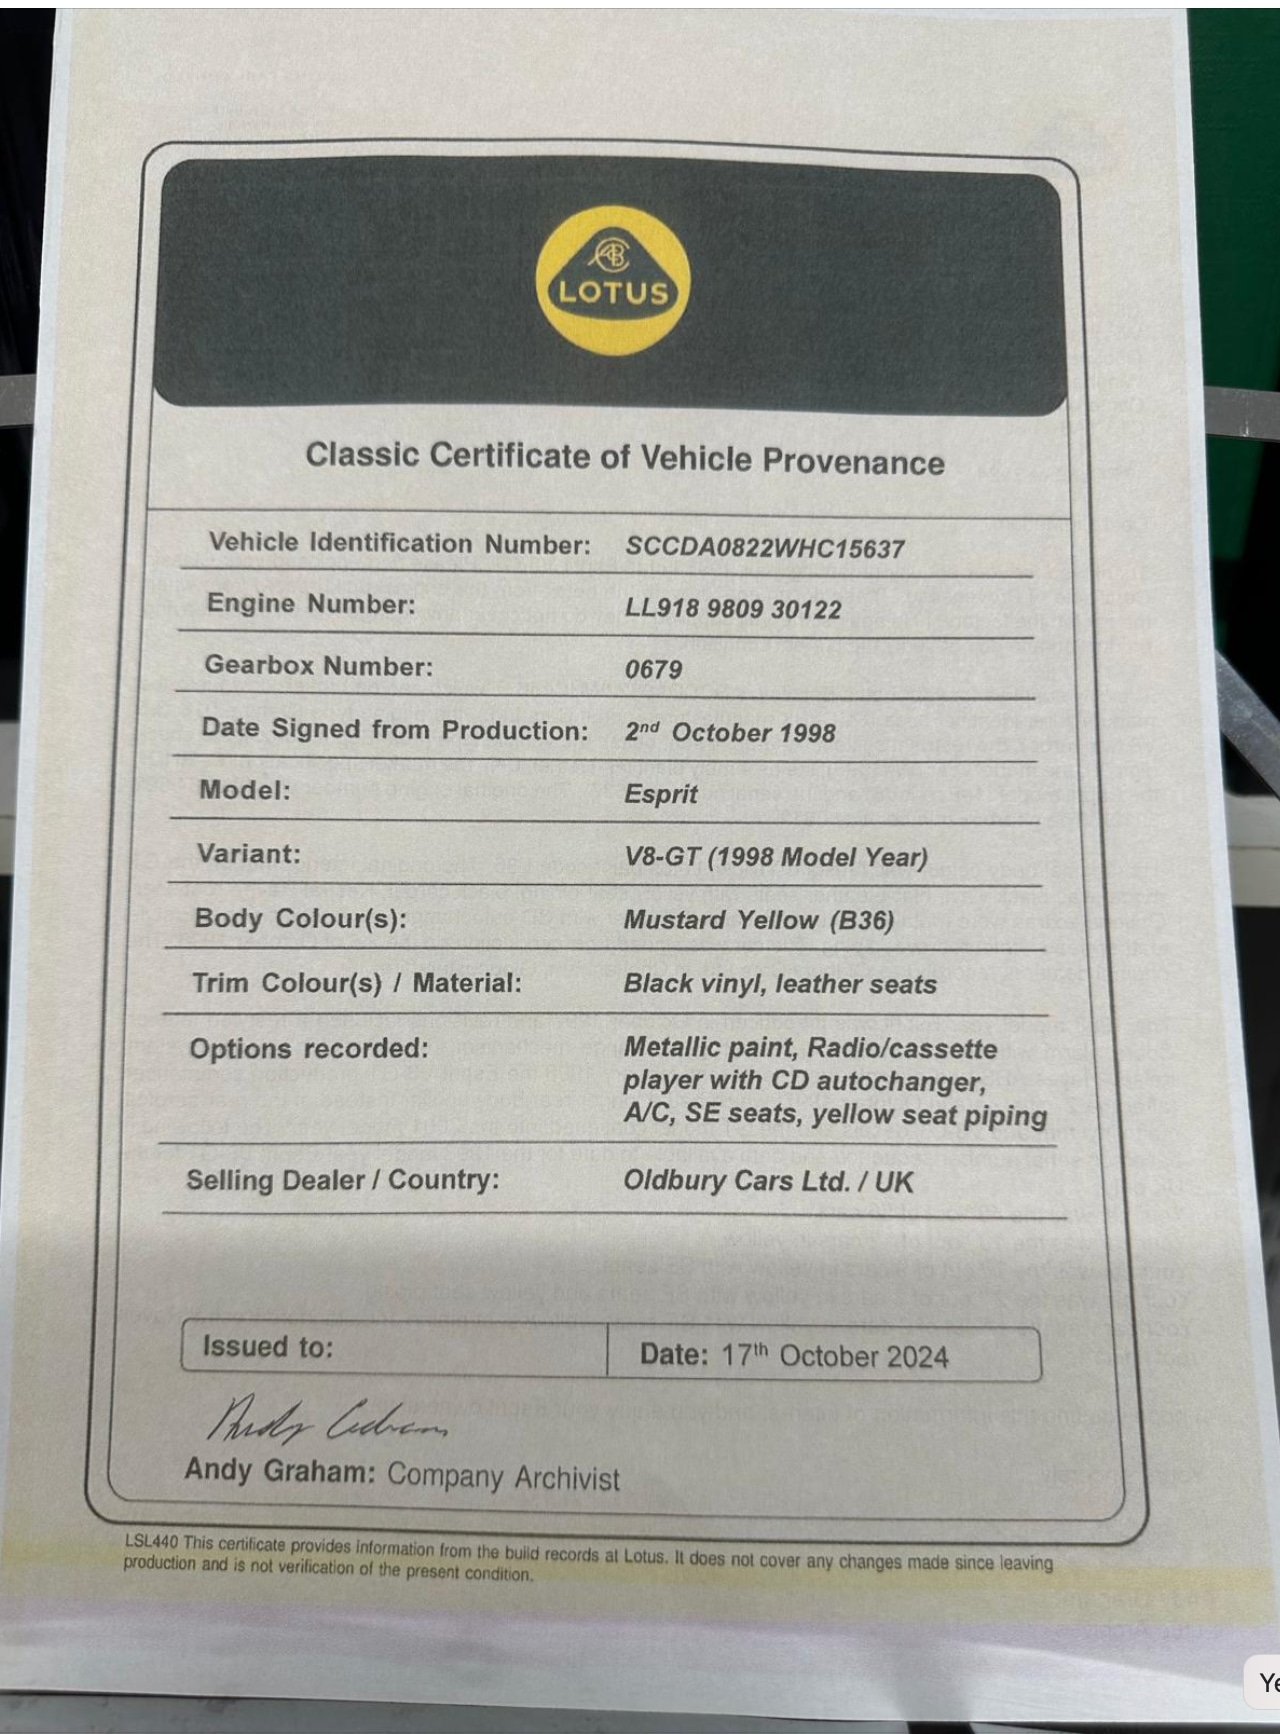 LOTUS
Classic Certificate of Vehicle Provenance
Vehicle Identification Number: SCCDA0822WHC15637
Engine Number: LL918 9809 30122
Gearbox Number: 0679
Date Signed from Production: 2nd October 1998
Model: Esprit
Variant: V8-GT (1998 Model Year)
Body Colour(s): Mustard Yellow (B36)
Trim Colour(s) / Material: Black vinyl, leather seats
Options recorded: Metallic paint, Radio/cassette
player with CD autochanger,
A/C, SE seats, yellow seat piping
Selling Dealer / Country: Oldbury Cars Ltd. / UK
Issued to: Date: 17th October 2024
Andy Graham: Company Archivist
LSL440 This certificate provides information from the build records at Lotus. It does not cover any changes made since leaving
production and is not verification of the present condition.